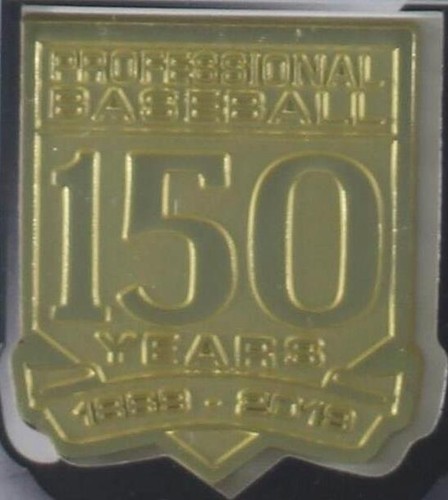 PROFESSIONAL
BASEBALL
150
YEARS
1869 - 2019